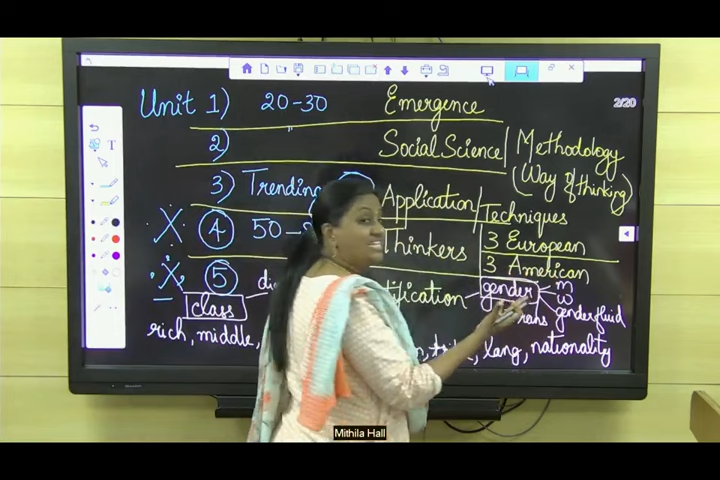 2/20
Unit 1) 20-30 Emergence
2) Social Science Methodology
(Way of thinking)
3) Trending Application Techniques
X 4 50- Thinkers 3 European
3 American
X 5 gender m
class w
trans genderfluid
rich, middle, lang, nationality
Mithila Hall